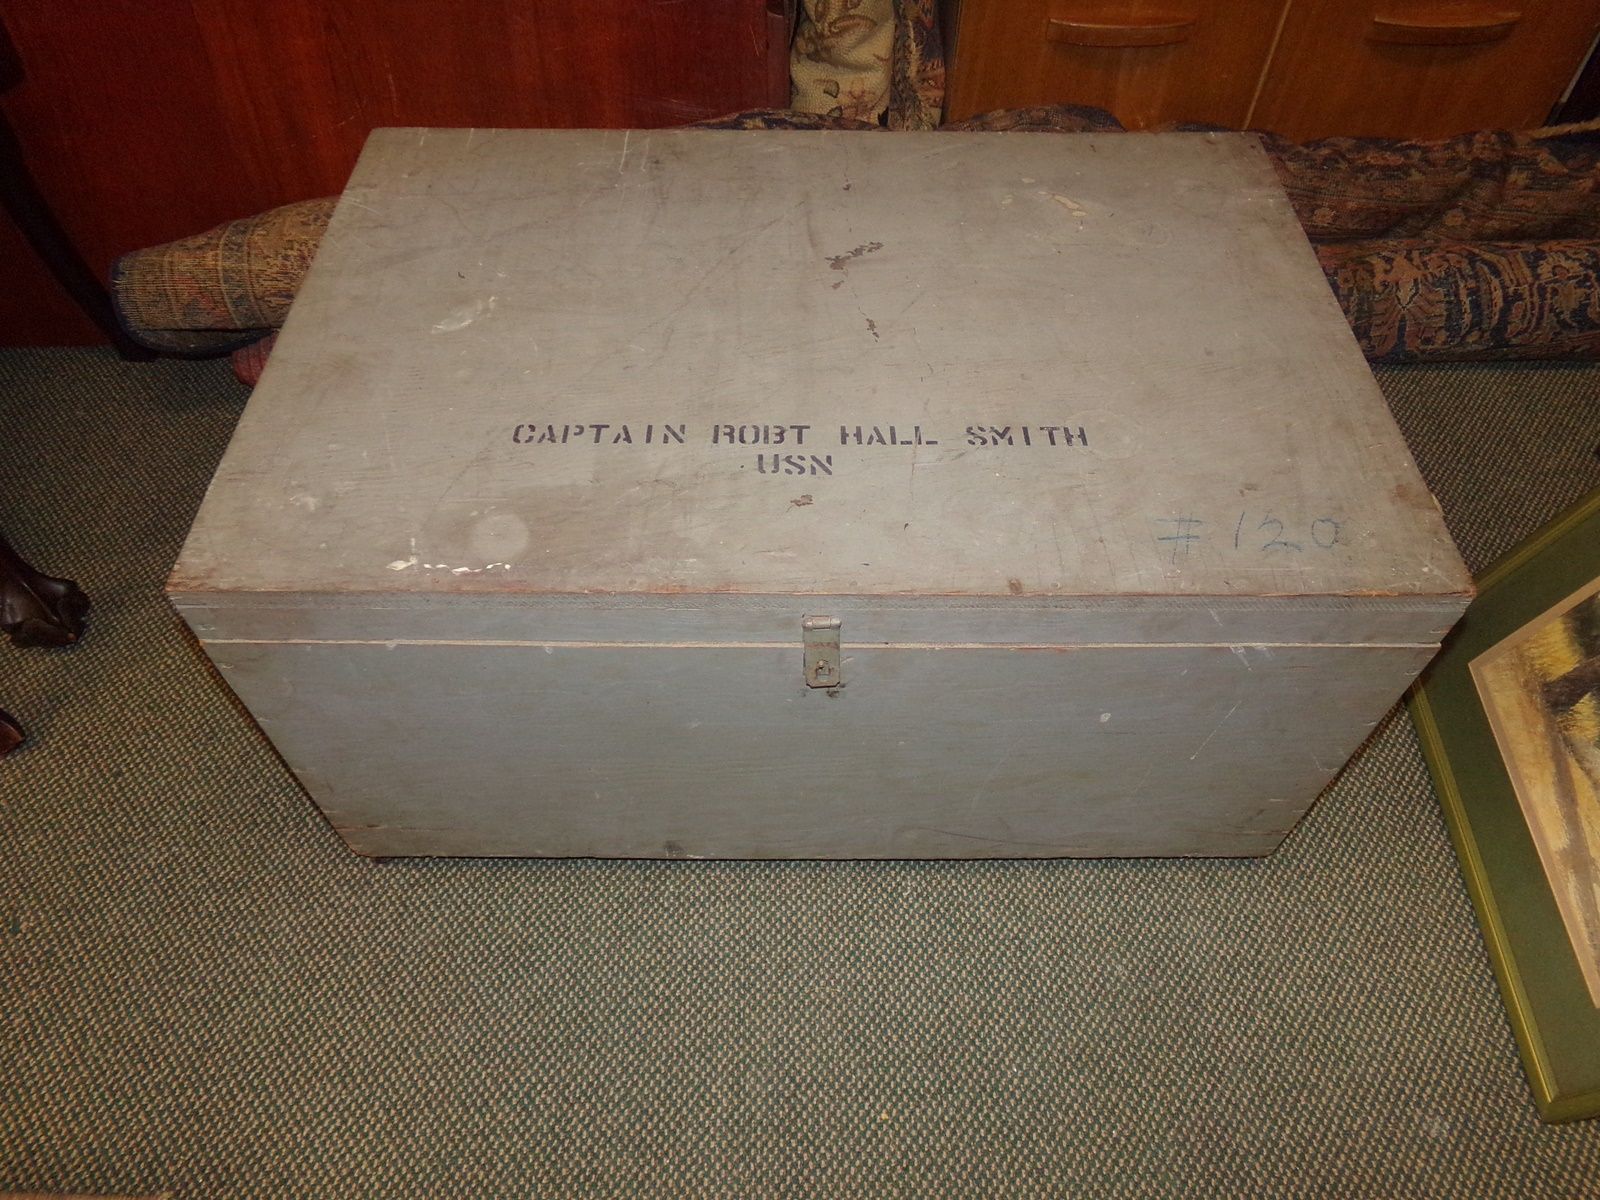 CAPTAIN ROBT HALL SMITH
USN
#120